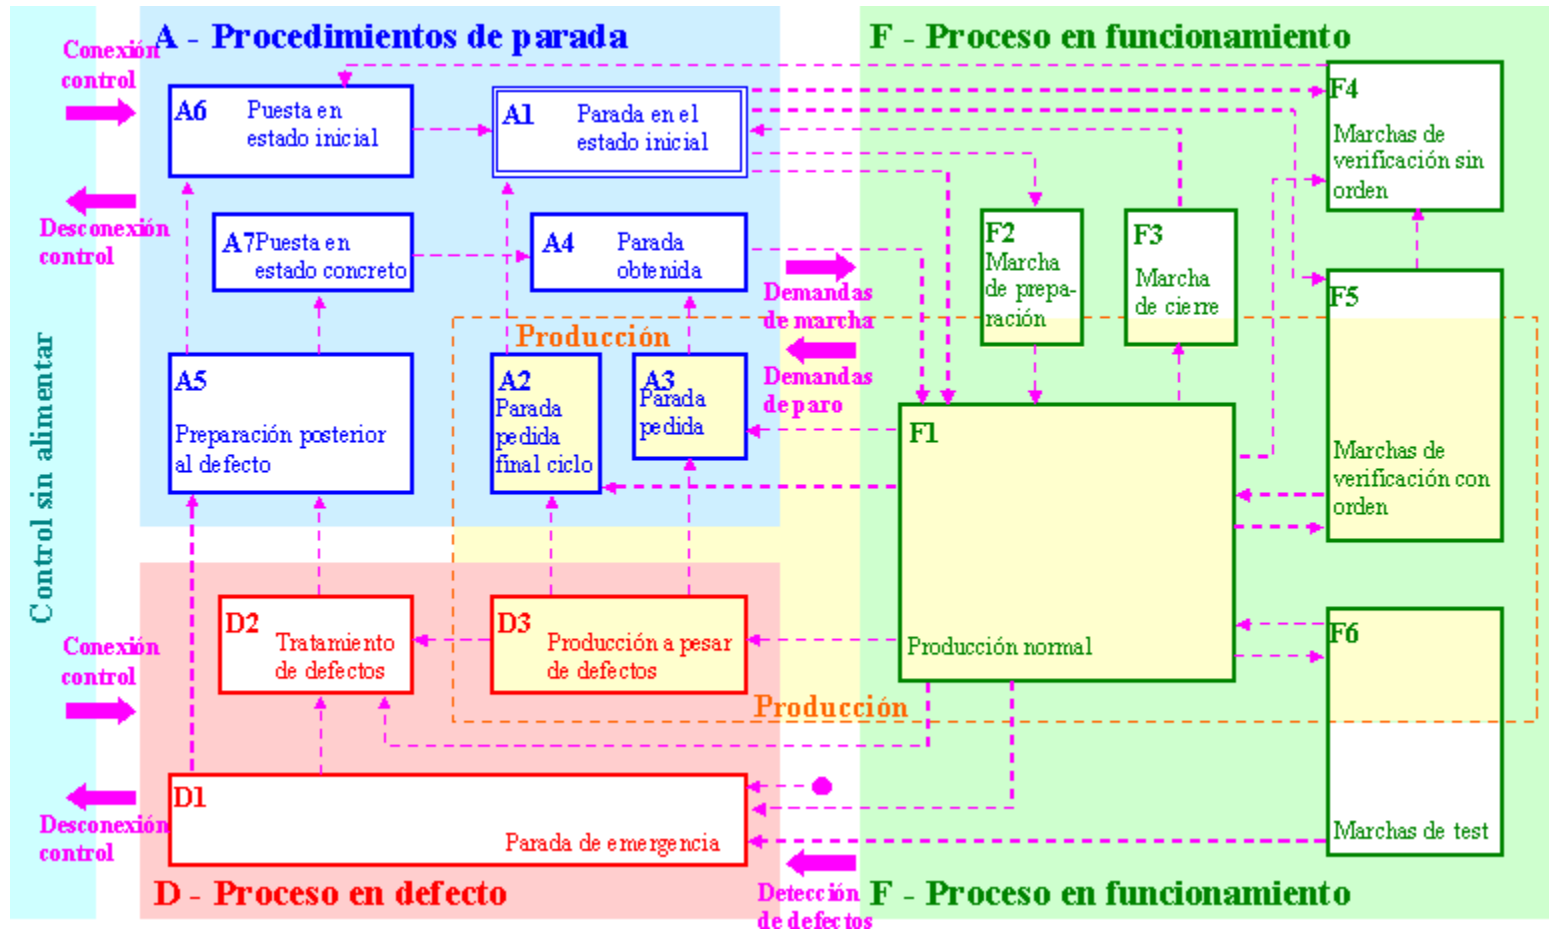 A - Procedimientos de parada
F - Proceso en funcionamiento
Conexión
control
A6
Puesta en
estado inicial
A1
Parada en el
estado inicial
F4
Marchas de
verificación sin
orden
Desconexión
control
A7
Puesta en
estado concreto
A4
Parada
obtenida
Demandas
de marcha
F2
Marcha
de prepa-
ración
F3
Marcha
de cierre
F5
Marchas de
verificación con
orden
Producción
Demandas
de paro
A5
Preparación posterior
al defecto
A2
Parada
pedida
final ciclo
A3
Parada
pedida
F1
Producción normal
Control sin alimentar
D2
Tratamiento
de defectos
D3
Producción a pesar
de defectos
F6
Marchas de test
Conexión
control
Producción
D1
Parada de emergencia
Desconexión
control
D - Proceso en defecto
Detección
de defectos
F - Proceso en funcionamiento